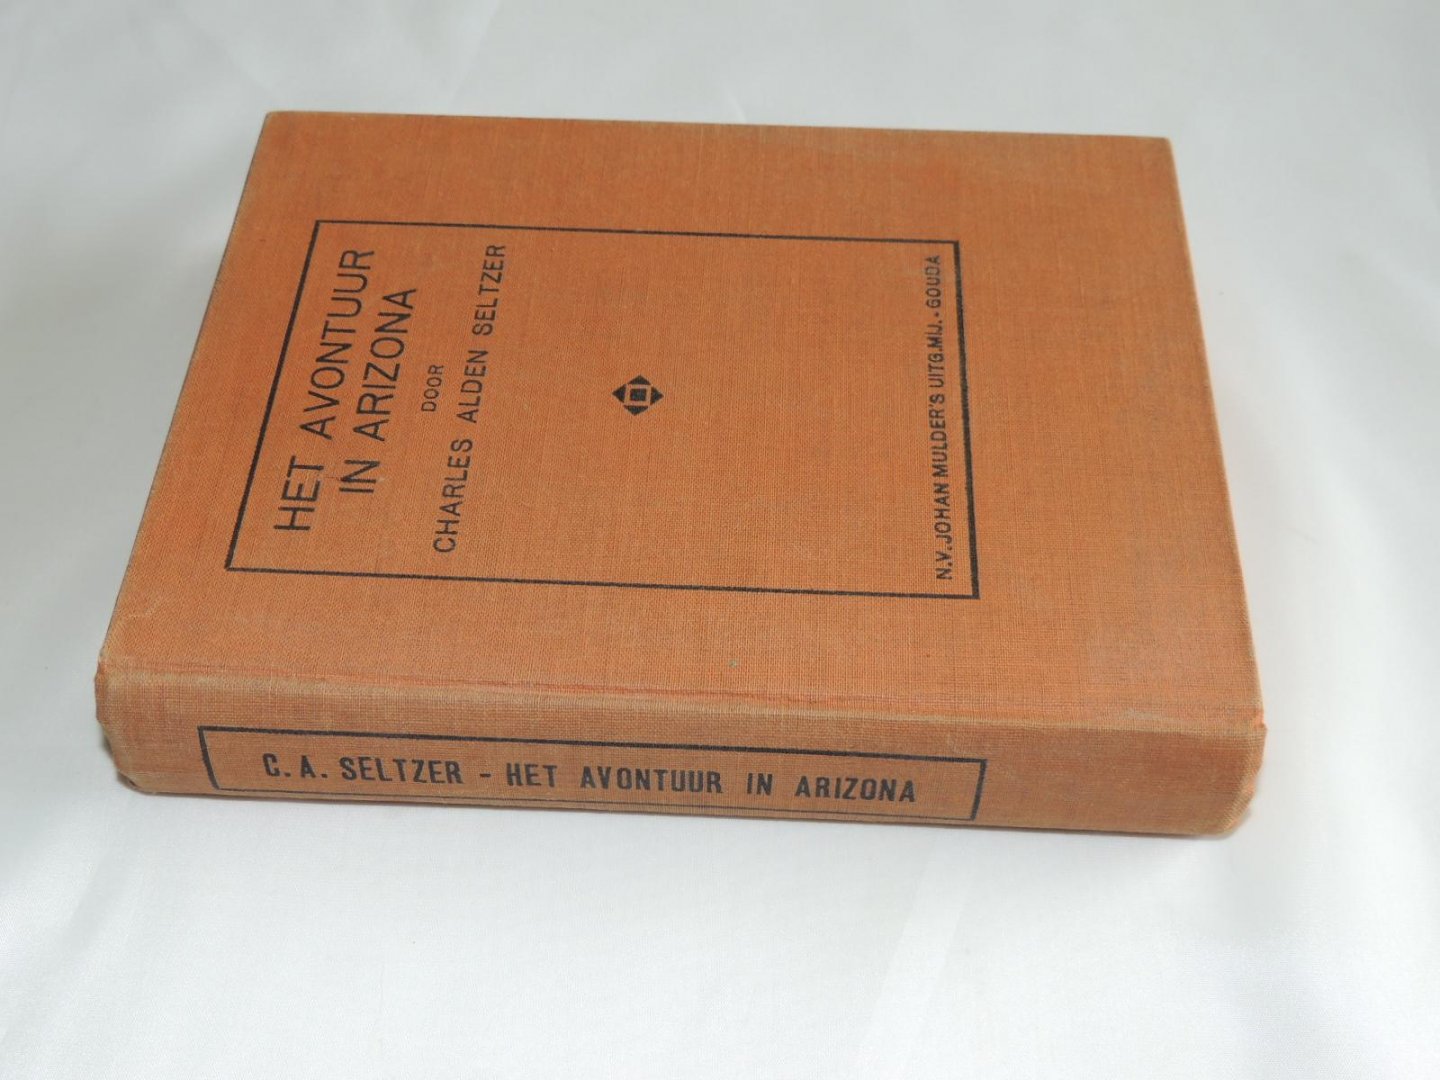 HET AVONTUUR
IN ARIZONA
DOOR
CHARLES ALDEN SELTZER
N.V. JOHAN MULDER'S UITG. MIJ. - GOUDA
C. A. SELTZER - HET AVONTUUR IN ARIZONA